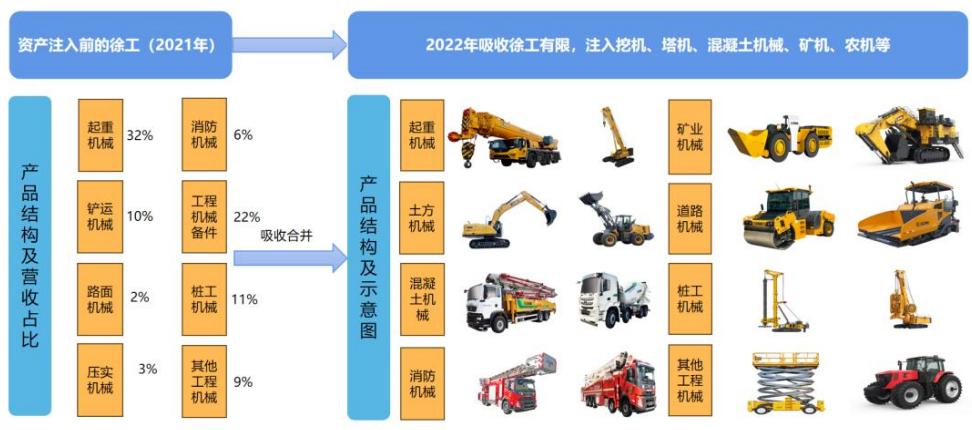 资产注入前的徐工（2021年）
2022年吸收徐工有限，注入挖机、塔机、混凝土机械、矿机、农机等
产品结构及营收占比
起重
机械
32%
消防
机械
6%
铲运
机械
10%
工程
机械
备件
22%
路面
机械
2%
桩工
机械
11%
压实
机械
3%
其他
工程
机械
9%
吸收合并
产品结构及示意图
起重
机械
矿业
机械
土方
机械
道路
机械
混凝
土机
械
桩工
机械
消防
机械
其他
工程
机械